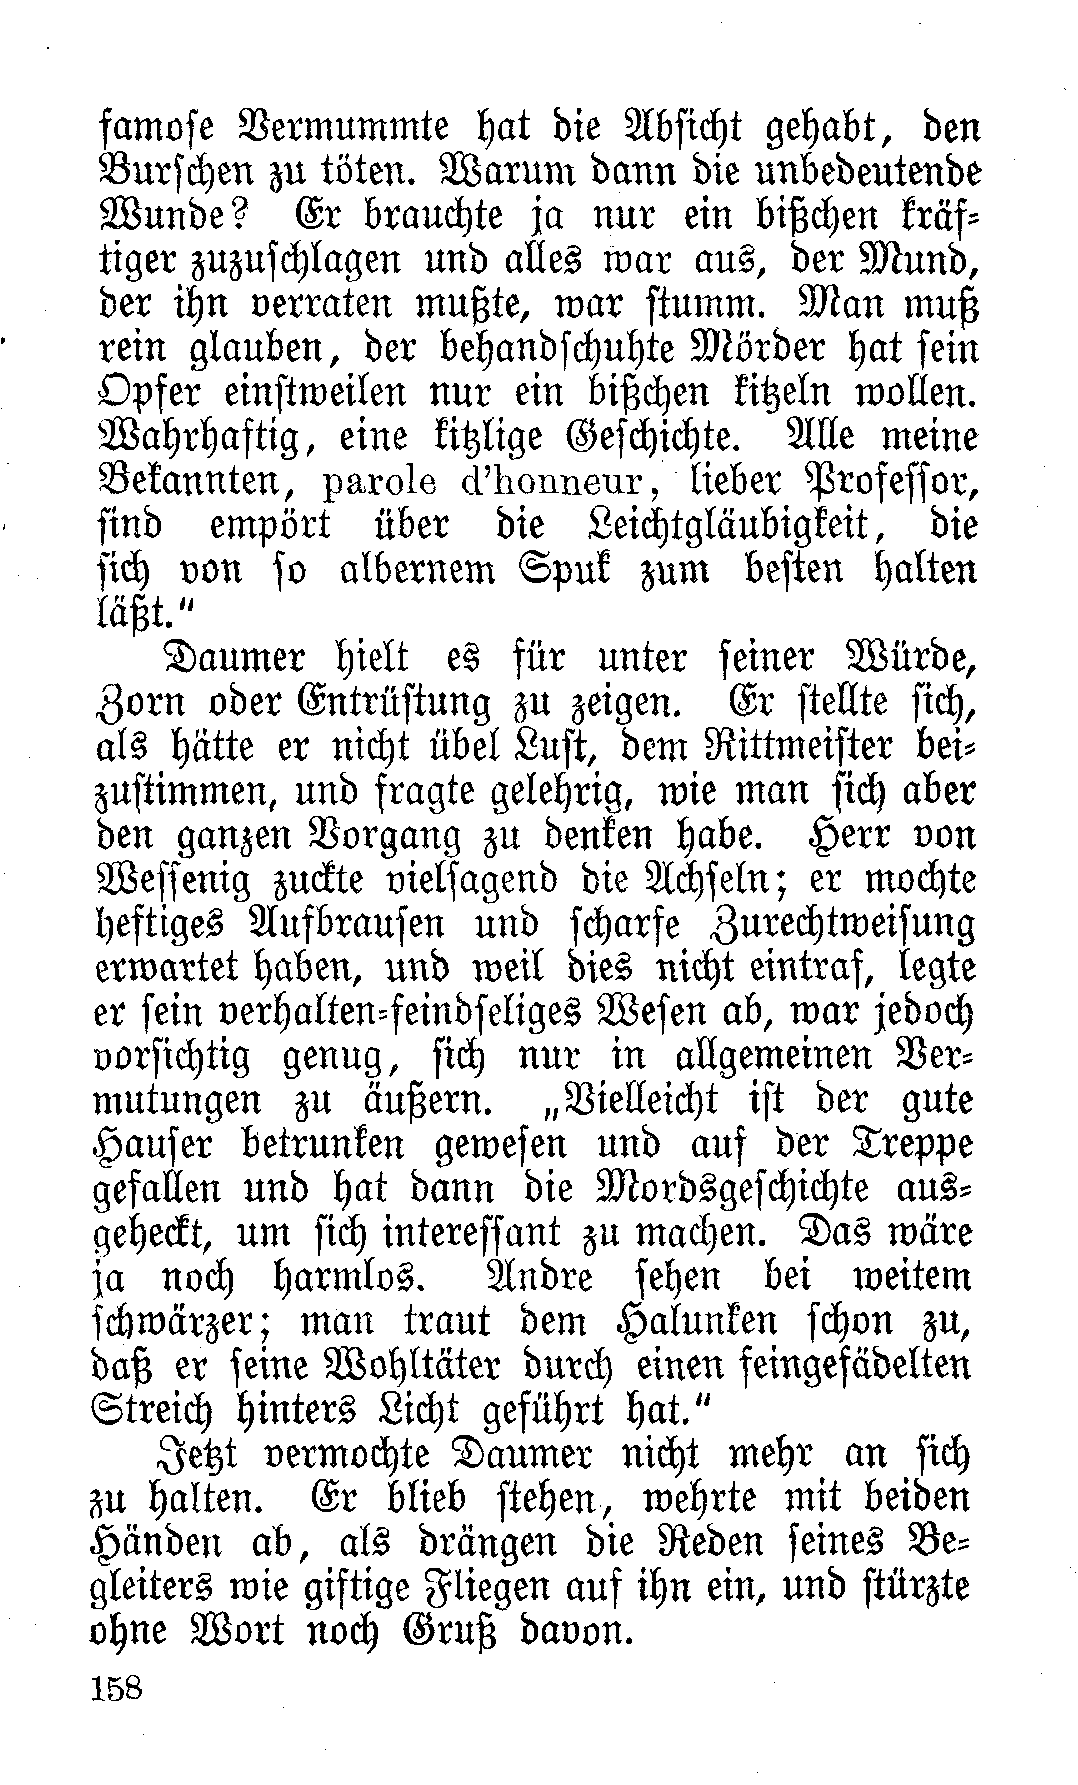 famose Vermummte hat die Absicht gehabt, den
Burschen zu töten. Warum dann die unbedeutende
Wunde? Er brauchte ja nur ein bißchen kräf-
tiger zuzuschlagen und alles war aus, der Mund,
der ihn verraten mußte, war stumm. Man muß
rein glauben, der behandschuhte Mörder hat sein
Opfer einstweilen nur ein bißchen kitzeln wollen.
Wahrhaftig, eine kitzlige Geschichte. Alle meine
Bekannten, parole d'honneur, lieber Professor,
sind empört über die Leichtgläubigkeit, die
sich von so albernem Spuk zum besten halten
läßt."
Daumer hielt es für unter seiner Würde,
Zorn oder Entrüstung zu zeigen. Er stellte sich,
als hätte er nicht übel Lust, dem Rittmeister bei-
zustimmen, und fragte gelehrig, wie man sich aber
den ganzen Vorgang zu denken habe. Herr von
Wessenig zuckte vielsagend die Achseln; er mochte
heftiges Aufbrausen und scharfe Zurechtweisung
erwartet haben, und weil dies nicht eintraf, legte
er sein verhalten-feindseliges Wesen ab, war jedoch
vorsichtig genug, sich nur in allgemeinen Ver-
mutungen zu äußern. „Vielleicht ist der gute
Hauser betrunken gewesen und auf der Treppe
gefallen und hat dann die Mordsgeschichte aus-
geheckt, um sich interessant zu machen. Das wäre
ja noch harmlos. Andre sehen bei weitem
schwärzer; man traut dem Halunken schon zu,
daß er seine Wohltäter durch einen feingefädelten
Streich hinters Licht geführt hat."
Jetzt vermochte Daumer nicht mehr an sich
zu halten. Er blieb stehen, wehrte mit beiden
Händen ab, als drängen die Reden seines Be-
gleiters wie giftige Fliegen auf ihn ein, und stürzte
ohne Wort noch Gruß davon.
158